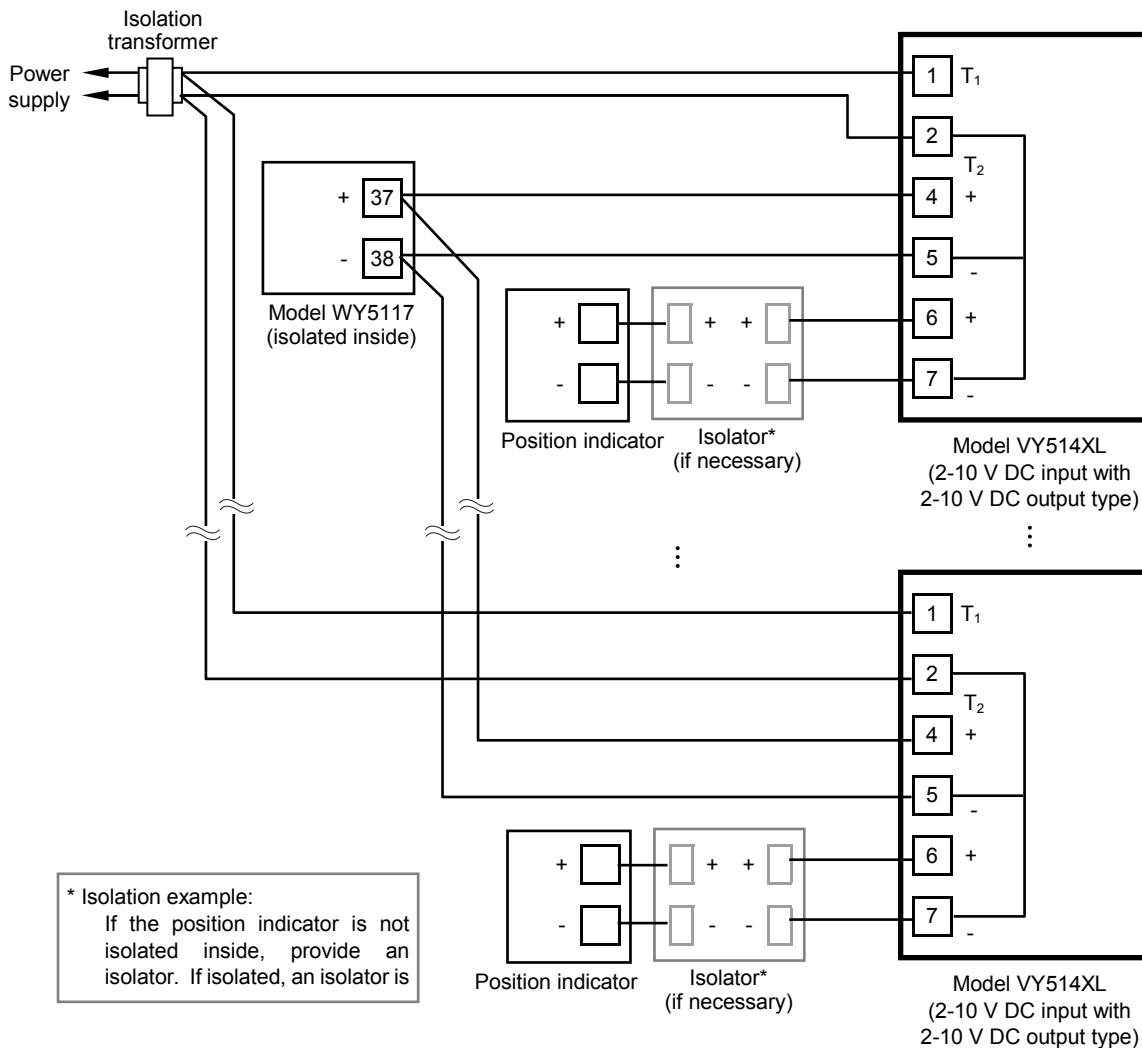 Isolation
transformer
Power
supply
1 T₁
2
T₂
+ 37
4 +
- 38
5 -
Model WY5117
(isolated inside)
+ + + 6 +
- - - 7 -
Position indicator
Isolator*
(if necessary)
Model VY514XL
(2-10 V DC input with
2-10 V DC output type)
1 T₁
2
T₂
4 +
5 -
+ + + 6 +
- - - 7 -
* Isolation example:
If the position indicator is not
isolated inside, provide an
isolator. If isolated, an isolator is
Position indicator
Isolator*
(if necessary)
Model VY514XL
(2-10 V DC input with
2-10 V DC output type)